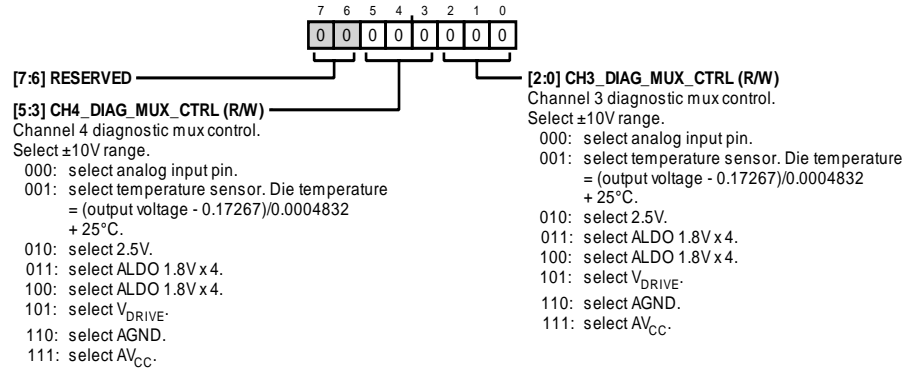 7 6 5 4 3 2 1 0
0 0 0 0 0 0 0 0
[7:6] RESERVED
[5:3] CH4_DIAG_MUX_CTRL (R/W)
Channel 4 diagnostic mux control.
Select ±10V range.
000: select analog input pin.
001: select temperature sensor. Die temperature
= (output voltage - 0.17267)/0.0004832
+ 25°C.
010: select 2.5V.
011: select ALDO 1.8V x 4.
100: select ALDO 1.8V x 4.
101: select VDRIVE.
110: select AGND.
111: select AVCC.
[2:0] CH3_DIAG_MUX_CTRL (R/W)
Channel 3 diagnostic mux control.
Select ±10V range.
000: select analog input pin.
001: select temperature sensor. Die temperature
= (output voltage - 0.17267)/0.0004832
+ 25°C.
010: select 2.5V.
011: select ALDO 1.8V x 4.
100: select ALDO 1.8V x 4.
101: select VDRIVE.
110: select AGND.
111: select AVCC.